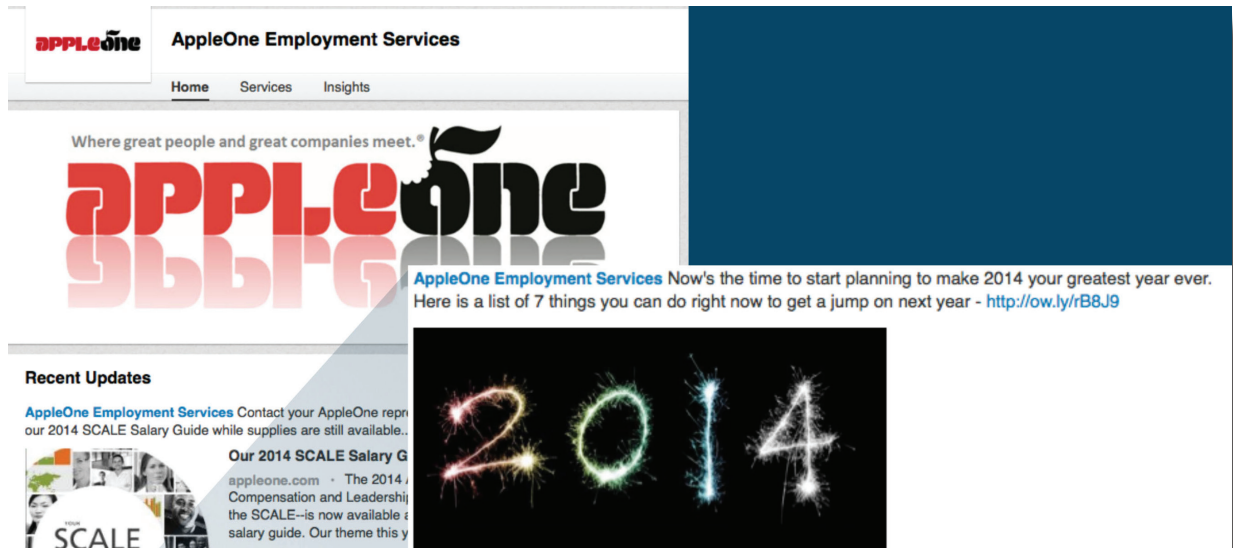 appleone
AppleOne Employment Services
Home Services Insights
Where great people and great companies meet.®
appleone
AppleOne Employment Services Now's the time to start planning to make 2014 your greatest year ever.
Here is a list of 7 things you can do right now to get a jump on next year - http://ow.ly/rB8J9
2014
Recent Updates
AppleOne Employment Services Contact your AppleOne
our 2014 SCALE Salary Guide while supplies are still available..
Our 2014 SCALE Salary
appleone.com · The 2014
Compensation and Leadership
the SCALE--is now available
salary guide. Our theme this
YOUR
SCALE